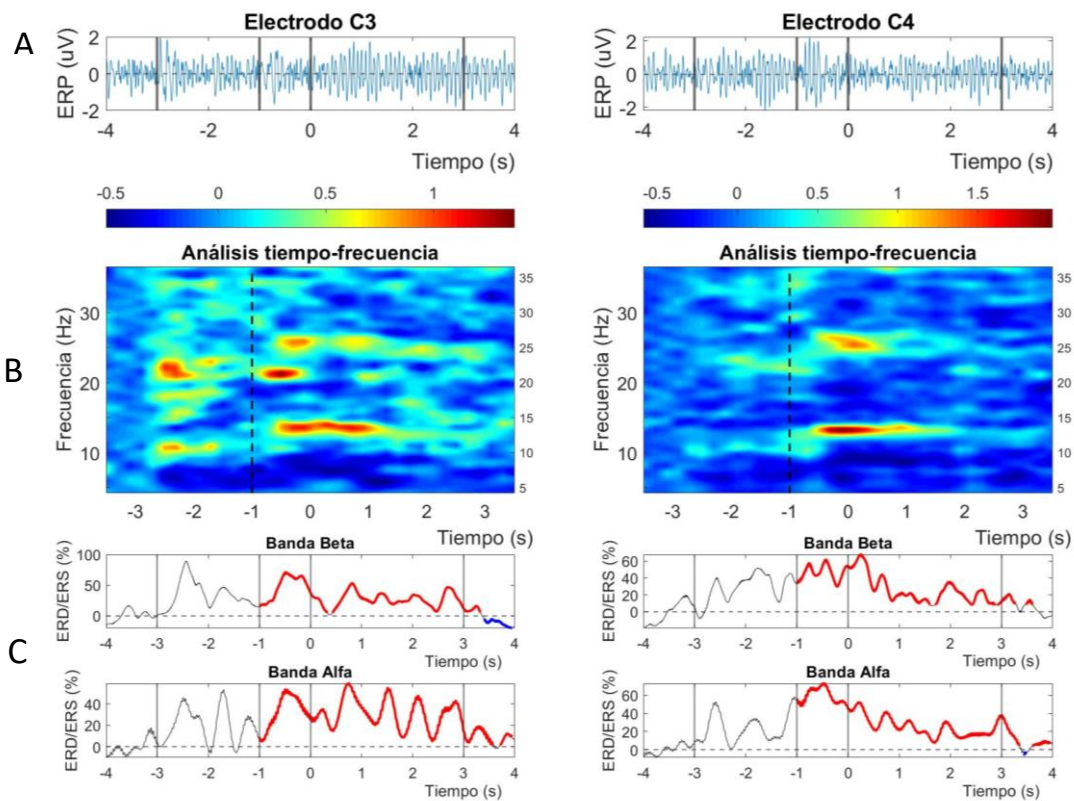 A
Electrodo C3
ERP (uV)
2
0
-2
-4 -2 0 2 4
Tiempo (s)
Electrodo C4
ERP (uV)
2
0
-2
-4 -2 0 2 4
Tiempo (s)
-0.5 0 0.5 1
-0.5 0 0.5 1 1.5
B
Análisis tiempo-frecuencia
Frecuencia (Hz)
30
20
10
35
30
25
20
15
10
5
-3 -2 -1 0 1 2 3
Tiempo (s)
Análisis tiempo-frecuencia
Frecuencia (Hz)
30
20
10
35
30
25
20
15
10
5
-3 -2 -1 0 1 2 3
Tiempo (s)
C
Banda Beta
ERD/ERS (%)
100
50
0
-4 -3 -2 -1 0 1 2 3 4
Tiempo (s)
Banda Beta
ERD/ERS (%)
60
40
20
0
-4 -3 -2 -1 0 1 2 3 4
Tiempo (s)
Banda Alfa
ERD/ERS (%)
40
20
0
-4 -3 -2 -1 0 1 2 3 4
Tiempo (s)
Banda Alfa
ERD/ERS (%)
60
40
20
0
-4 -3 -2 -1 0 1 2 3 4
Tiempo (s)